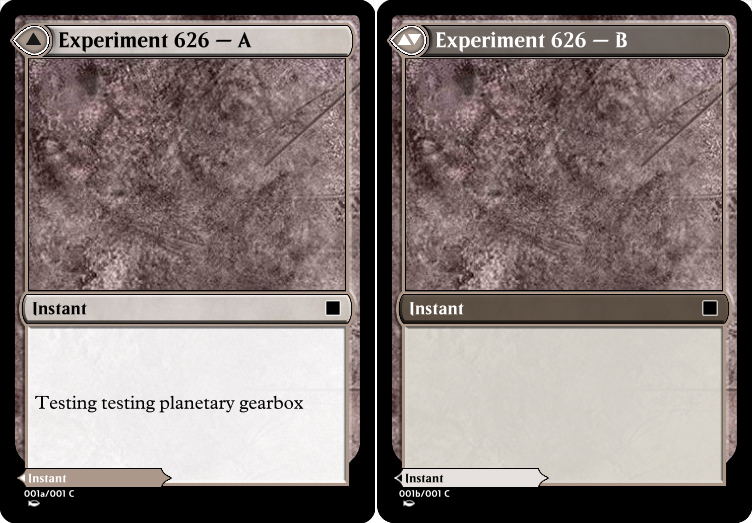 Experiment 626 — A
Instant
Testing testing planetary gearbox
Instant
001a/001 C
Experiment 626 — B
Instant
Instant
001b/001 C